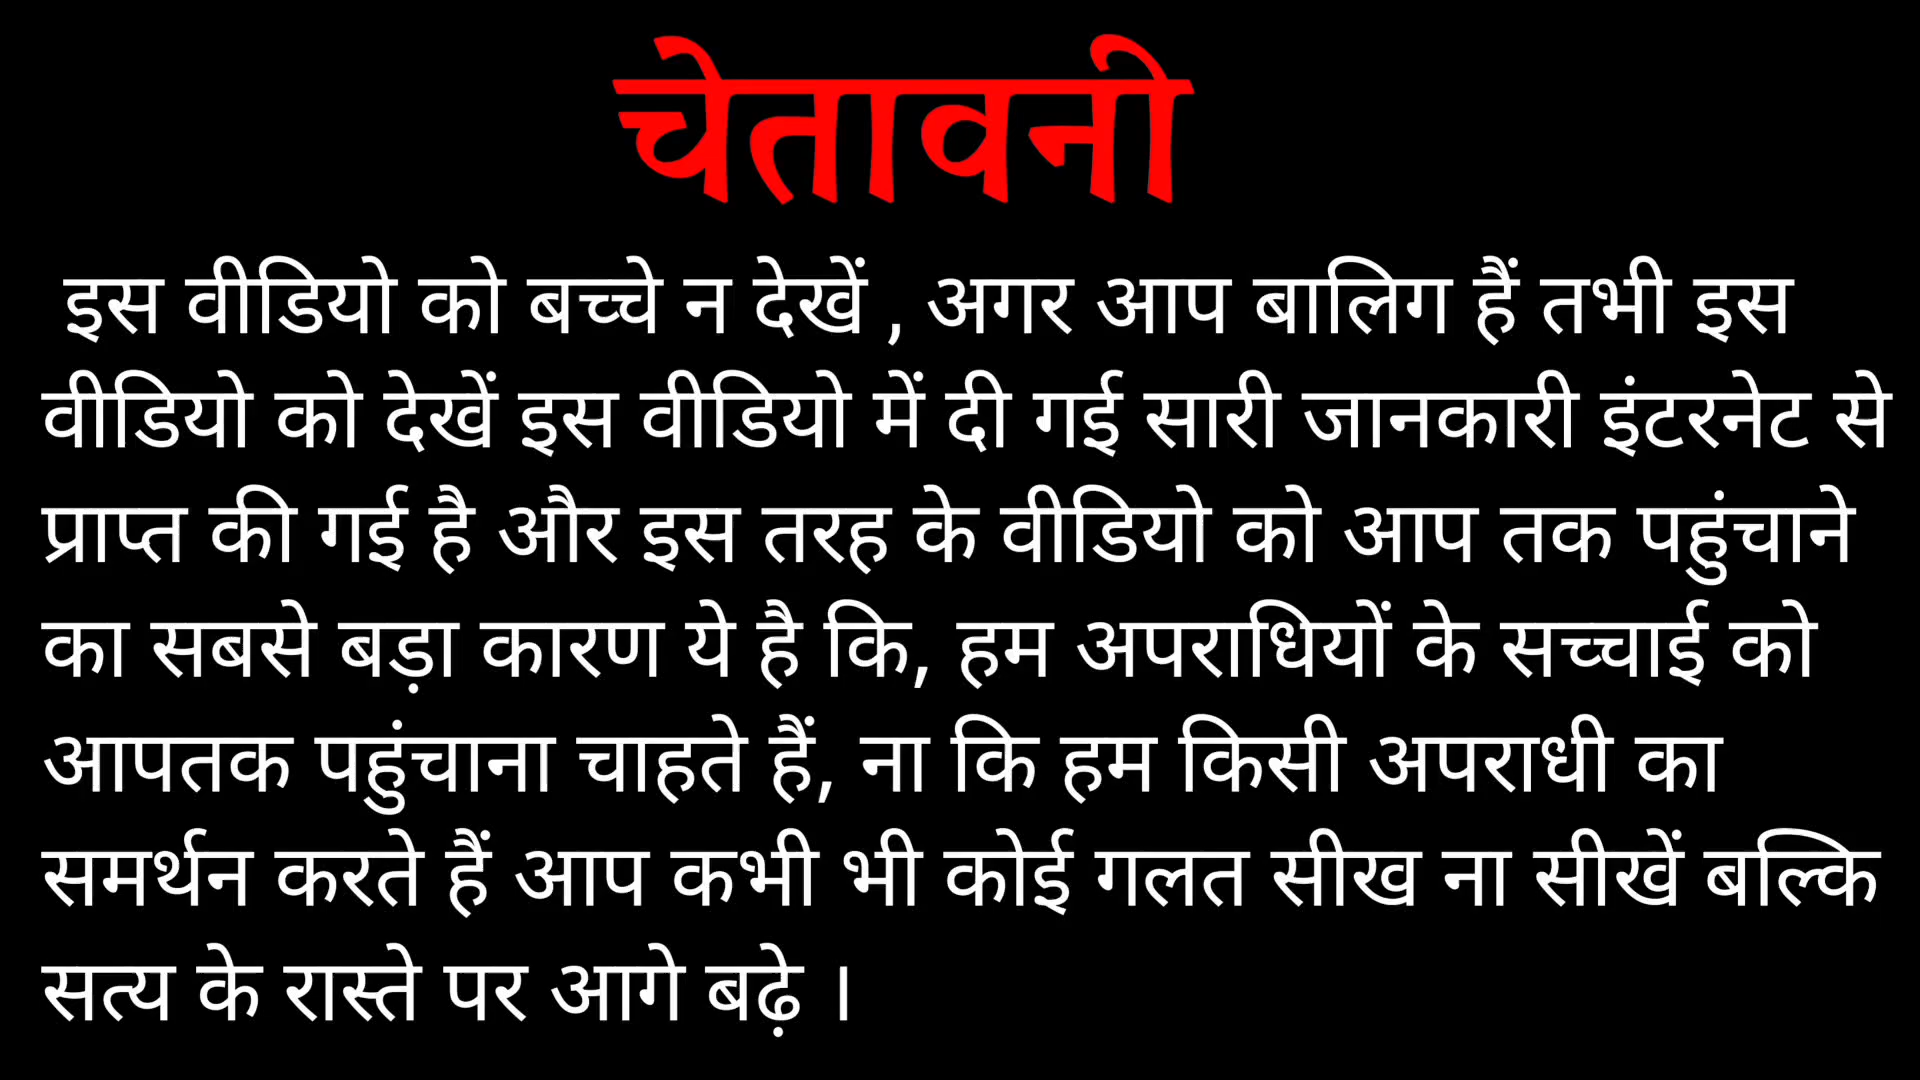 चेतावनी
इस वीडियो को बच्चे न देखें , अगर आप बालिग हैं तभी इस
वीडियो को देखें इस वीडियो में दी गई सारी जानकारी इंटरनेट से
प्राप्त की गई है और इस तरह के वीडियो को आप तक पहुंचाने
का सबसे बड़ा कारण ये है कि, हम अपराधियों के सच्चाई को
आपतक पहुंचाना चाहते हैं, ना कि हम किसी अपराधी का
समर्थन करते हैं आप कभी भी कोई गलत सीख ना सीखें बल्कि
सत्य के रास्ते पर आगे बढ़े ।